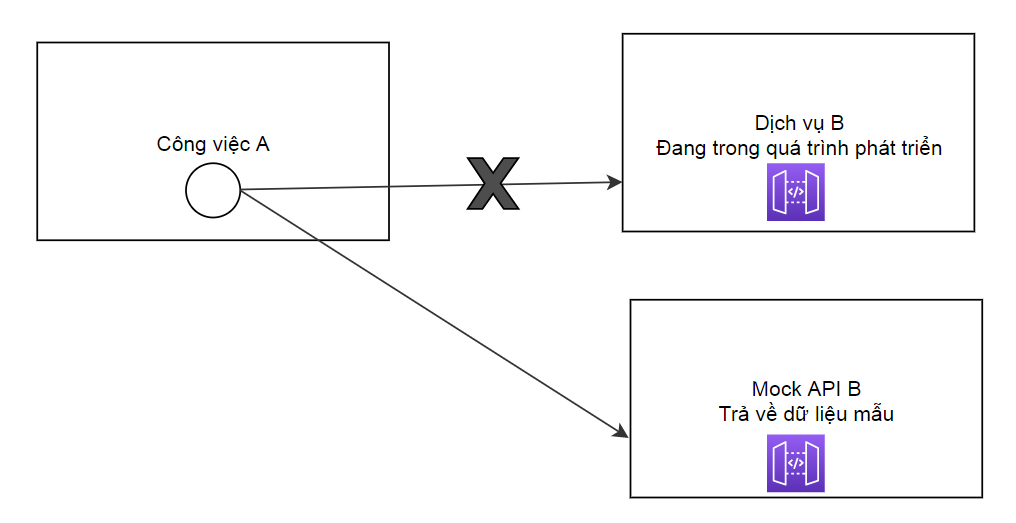 Công việc A
Dịch vụ B
Đang trong quá trình phát triển
Mock API B
Trả về dữ liệu mẫu